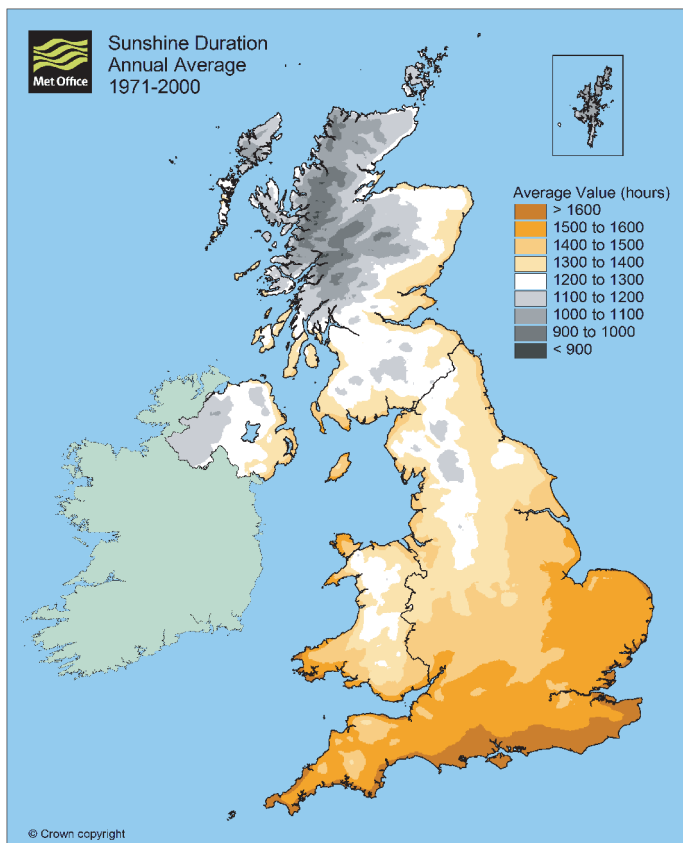 Met Office
Sunshine Duration
Annual Average
1971-2000
Average Value (hours)
> 1600
1500 to 1600
1400 to 1500
1300 to 1400
1200 to 1300
1100 to 1200
1000 to 1100
900 to 1000
< 900
© Crown copyright